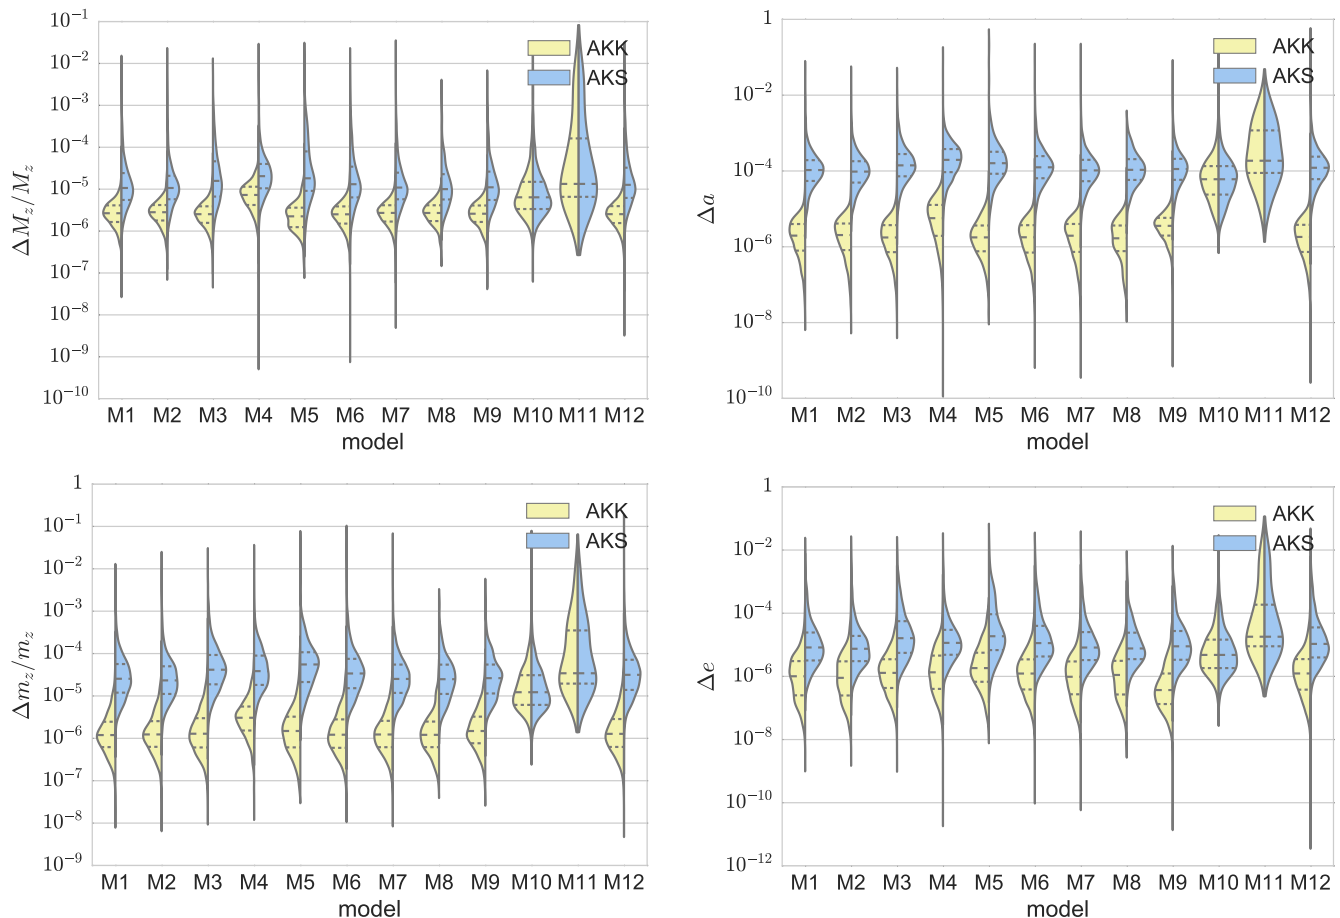 $10^{-1}$
$10^{-2}$
$10^{-3}$
$10^{-4}$
$10^{-5}$
$10^{-6}$
$10^{-7}$
$10^{-8}$
$10^{-9}$
$10^{-10}$
$\Delta M_z/M_z$
AKK
AKS
M1 M2 M3 M4 M5 M6 M7 M8 M9 M10 M11 M12
model
1
$10^{-2}$
$10^{-4}$
$10^{-6}$
$10^{-8}$
$10^{-10}$
$\Delta a$
AKK
AKS
M1 M2 M3 M4 M5 M6 M7 M8 M9 M10 M11 M12
model
1
$10^{-1}$
$10^{-2}$
$10^{-3}$
$10^{-4}$
$10^{-5}$
$10^{-6}$
$10^{-7}$
$10^{-8}$
$10^{-9}$
$\Delta m_z/m_z$
AKK
AKS
M1 M2 M3 M4 M5 M6 M7 M8 M9 M10 M11 M12
model
1
$10^{-2}$
$10^{-4}$
$10^{-6}$
$10^{-8}$
$10^{-10}$
$10^{-12}$
$\Delta e$
AKK
AKS
M1 M2 M3 M4 M5 M6 M7 M8 M9 M10 M11 M12
model